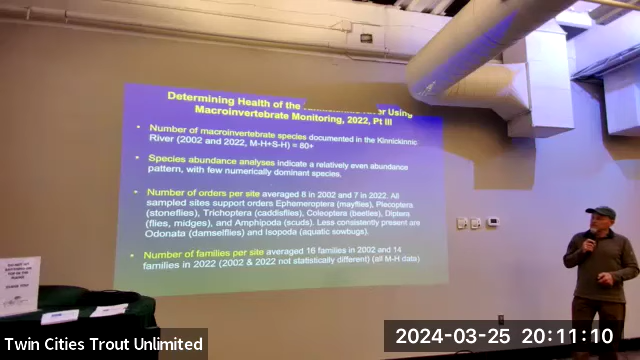 Determining Health of the Using
Macroinvertebrate Monitoring, 2022, Pt III
• Number of macroinvertebrate species documented in the Kinnickinnic
River (2002 and 2022, M-H+S-H) = 80+
• Species abundance analyses indicate a relatively even abundance
pattern, with few numerically dominant species.
• Number of orders per site averaged 8 in 2002 and 7 in 2022. All
sampled sites support orders Ephemeroptera (mayflies), Plecoptera
(stoneflies), Trichoptera (caddisflies), Coleoptera (beetles), Diptera
(flies, midges), and Amphipoda (scuds). Less consistently present are
Odonata (damselflies) and Isopoda (aquatic sowbugs).
• Number of families per site averaged 16 families in 2002 and 14
families in 2022 (2002 & 2022 not statistically different) (all M-H data)
Twin Cities Trout Unlimited
2024-03-25 20:11:10